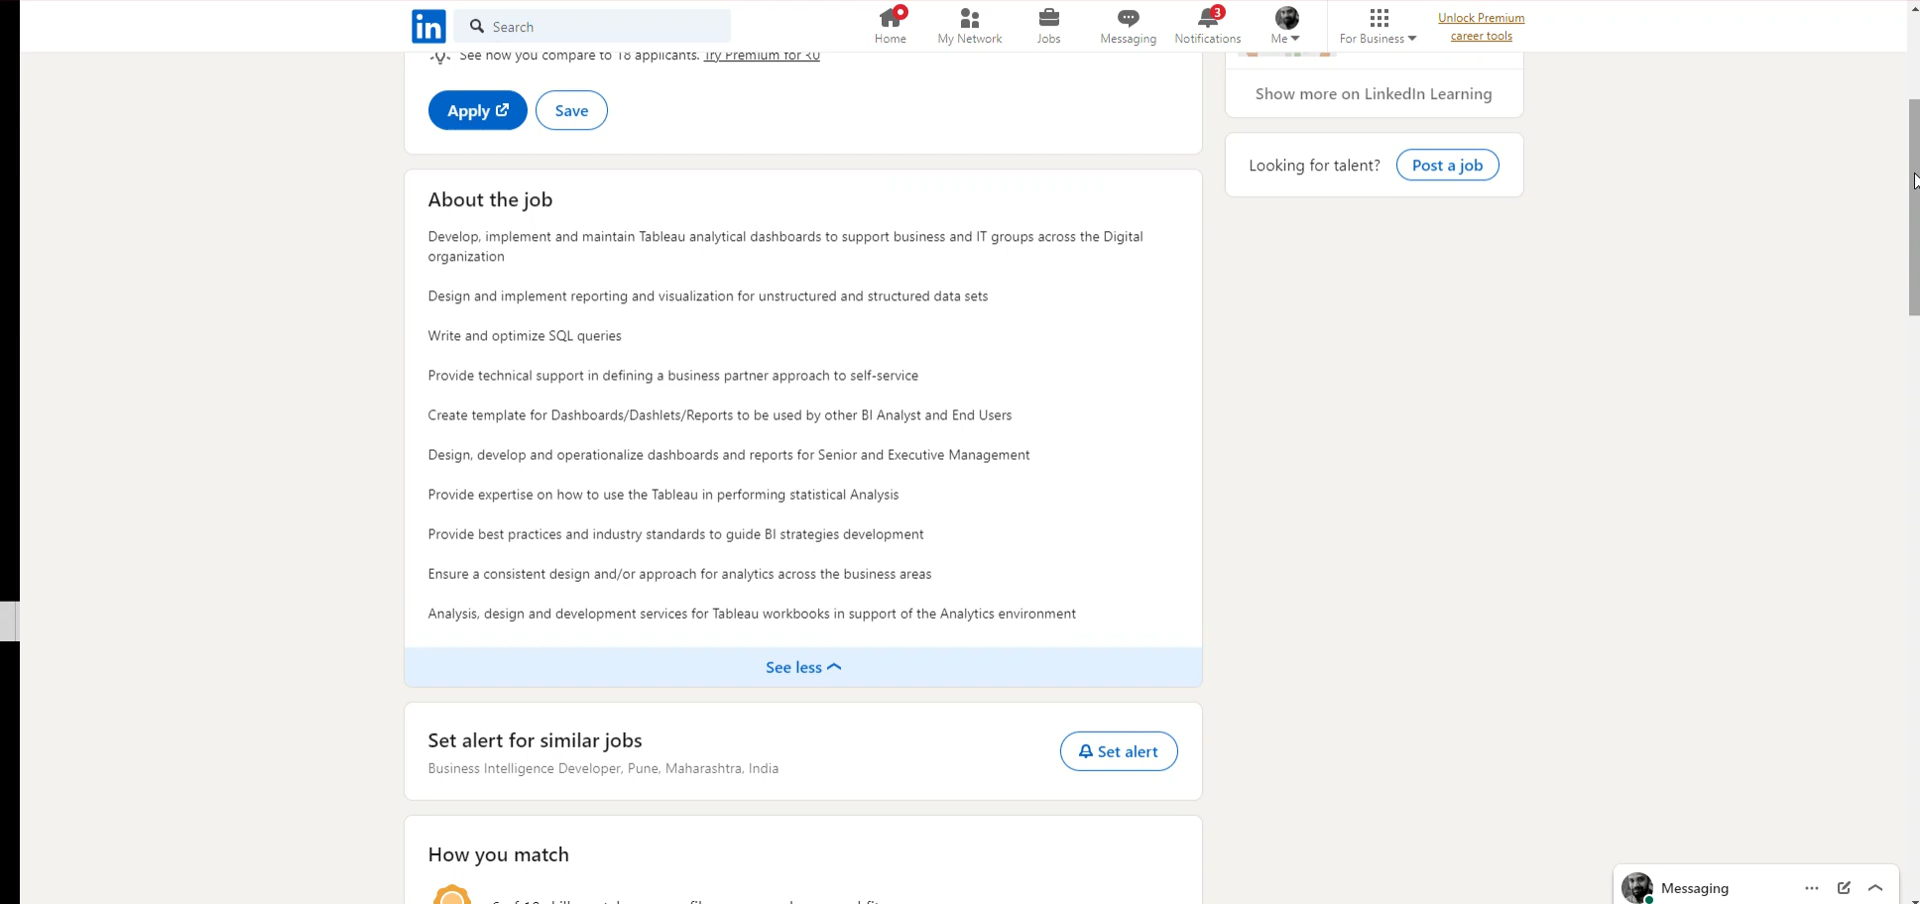 in
Search
Home
My Network
Jobs
Messaging
3
Notifications
Me
For Business
Unlock Premium
career tools
See how you compare to 18 applicants. Try Premium for ₹0
Apply
Save
Show more on LinkedIn Learning
Looking for talent?
Post a job
About the job
Develop, implement and maintain Tableau analytical dashboards to support business and IT groups across the Digital
organization
Design and implement reporting and visualization for unstructured and structured data sets
Write and optimize SQL queries
Provide technical support in defining a business partner approach to self-service
Create template for Dashboards/Dashlets/Reports to be used by other BI Analyst and End Users
Design, develop and operationalize dashboards and reports for Senior and Executive Management
Provide expertise on how to use the Tableau in performing statistical Analysis
Provide best practices and industry standards to guide BI strategies development
Ensure a consistent design and/or approach for analytics across the business areas
Analysis, design and development services for Tableau workbooks in support of the Analytics environment
See less
Set alert for similar jobs
Business Intelligence Developer, Pune, Maharashtra, India
Set alert
How you match
Messaging